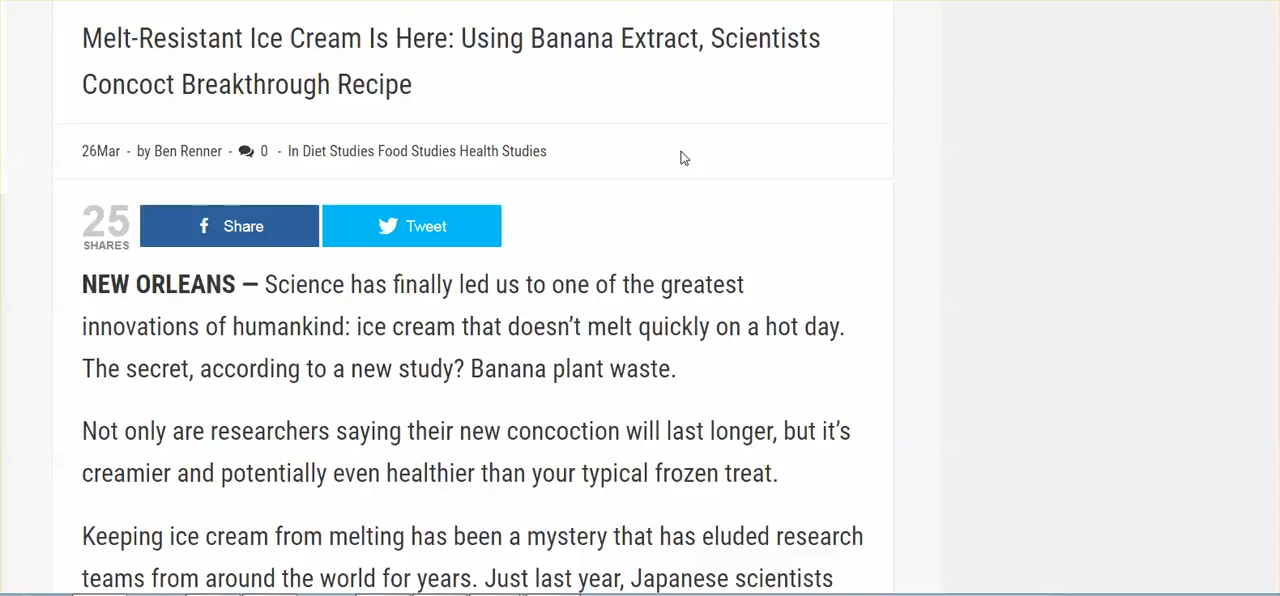 Melt-Resistant Ice Cream Is Here: Using Banana Extract, Scientists
Concoct Breakthrough Recipe
26Mar - by Ben Renner - 0 - In Diet Studies Food Studies Health Studies
25
SHARES
Share
Tweet
NEW ORLEANS — Science has finally led us to one of the greatest
innovations of humankind: ice cream that doesn’t melt quickly on a hot day.
The secret, according to a new study? Banana plant waste.
Not only are researchers saying their new concoction will last longer, but it’s
creamier and potentially even healthier than your typical frozen treat.
Keeping ice cream from melting has been a mystery that has eluded research
teams from around the world for years. Just last year, Japanese scientists